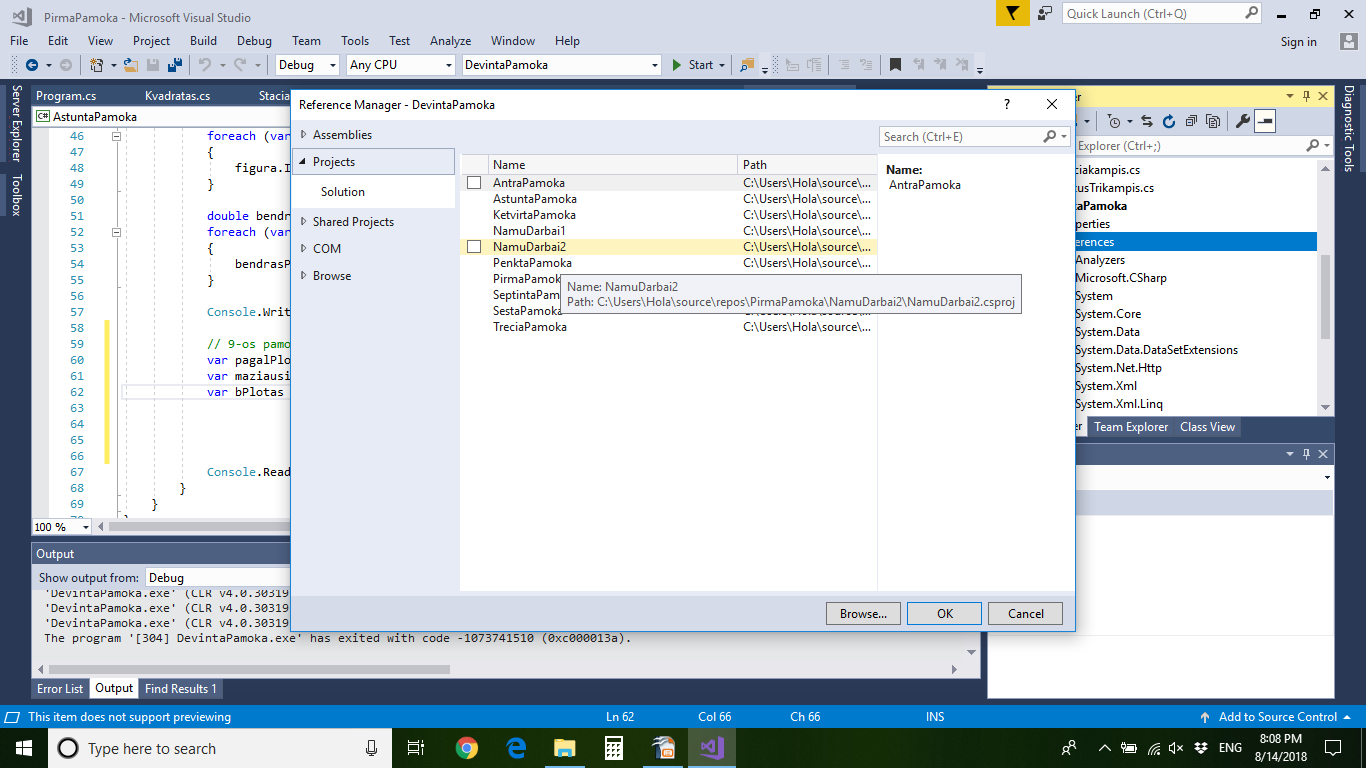 PirmaPamoka - Microsoft Visual Studio
Quick Launch (Ctrl+Q)
File Edit View Project Build Debug Team Tools Test Analyze Window Help
Sign in
Debug Any CPU DevintaPamoka Start
Server Explorer
Toolbox
Diagnostic Tools
Program.cs Kvadratas.cs Stacia
C# AstuntaPamoka
46 foreach (var
47 {
48 figura.I
49 }
50
51 double bendr
52 foreach (var
53 {
54 bendrasP
55 }
56
57 Console.Writ
58
59 // 9-os pamo
60 var pagalPlo
61 var maziausi
62 var bPlotas
63
64
65
66
67 Console.Read
68 }
69 }
100 %
Output
Show output from: Debug
'DevintaPamoka.exe' (CLR v4.0.30319
'DevintaPamoka.exe' (CLR v4.0.30319
'DevintaPamoka.exe' (CLR v4.0.30319
The program '[304] DevintaPamoka.exe' has exited with code -1073741510 (0xc000013a).
Error List Output Find Results 1
Reference Manager - DevintaPamoka
? 
Assemblies
Projects
Solution
Shared Projects
COM
Browse
Search (Ctrl+E)
Name Path
AntraPamoka C:\Users\Hola\source\...
AstuntaPamoka C:\Users\Hola\source\...
KetvirtaPamoka C:\Users\Hola\source\...
NamuDarbai1 C:\Users\Hola\source\...
NamuDarbai2 C:\Users\Hola\source\...
PenktaPamoka C:\Users\Hola\source\...
PirmaPamok
SeptintaPam
SestaPamoka C:\Users\Hola\source\...
TreciaPamoka C:\Users\Hola\source\...
Name: NamuDarbai2
Path: C:\Users\Hola\source\repos\PirmaPamoka\NamuDarbai2\NamuDarbai2.csproj
Name:
AntraPamoka
Browse... OK Cancel
er
Explorer (Ctrl+;)
ciakampis.cs
tusTrikampis.cs
taPamoka
perties
erences
Analyzers
Microsoft.CSharp
System
System.Core
System.Data
System.Data.DataSetExtensions
System.Net.Http
System.Xml
System.Xml.Linq
er Team Explorer Class View
This item does not support previewing Ln 62 Col 66 Ch 66 INS Add to Source Control
Type here to search
ENG
8:08 PM
8/14/2018